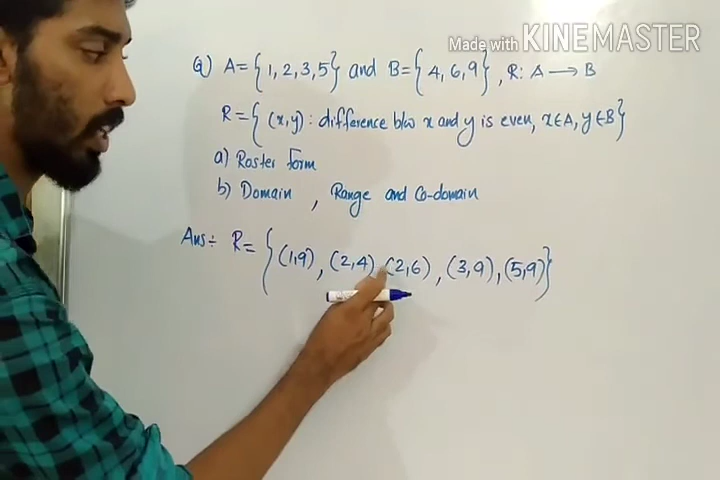 Made with KINEMASTER
Q) A = {1, 2, 3, 5} and B = {4, 6, 9}, R: A → B
R = {(x,y) : difference b/w x and y is even, x∈A, y∈B}
a) Roster form
b) Domain , Range and Co-domain
Ans÷ R = {(1,9), (2,4) (2,6), (3,9), (5,9)}